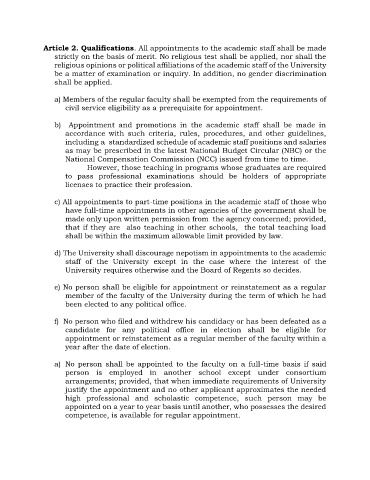 Article 2. Qualifications. All appointments to the academic staff shall be made
strictly on the basis of merit. No religious test shall be applied, nor shall the
religious opinions or political affiliations of the academic staff of the University
be a matter of examination or inquiry. In addition, no gender discrimination
shall be applied.
a) Members of the regular faculty shall be exempted from the requirements of
civil service eligibility as a prerequisite for appointment.
b) Appointment and promotions in the academic staff shall be made in
accordance with such criteria, rules, procedures, and other guidelines,
including a standardized schedule of academic staff positions and salaries
as may be prescribed in the latest National Budget Circular (NBC) or the
National Compensation Commission (NCC) issued from time to time.
However, those teaching in programs whose graduates are required
to pass professional examinations should be holders of appropriate
licenses to practice their profession.
c) All appointments to part-time positions in the academic staff of those who
have full-time appointments in other agencies of the government shall be
made only upon written permission from the agency concerned; provided,
that if they are also teaching in other schools, the total teaching load
shall be within the maximum allowable limit provided by law.
d) The University shall discourage nepotism in appointments to the academic
staff of the University except in the case where the interest of the
University requires otherwise and the Board of Regents so decides.
e) No person shall be eligible for appointment or reinstatement as a regular
member of the faculty of the University during the term of which he had
been elected to any political office.
f) No person who filed and withdrew his candidacy or has been defeated as a
candidate for any political office in election shall be eligible for
appointment or reinstatement as a regular member of the faculty within a
year after the date of election.
a) No person shall be appointed to the faculty on a full-time basis if said
person is employed in another school except under consortium
arrangements; provided, that when immediate requirements of University
justify the appointment and no other applicant approximates the needed
high professional and scholastic competence, such person may be
appointed on a year to year basis until another, who possesses the desired
competence, is available for regular appointment.